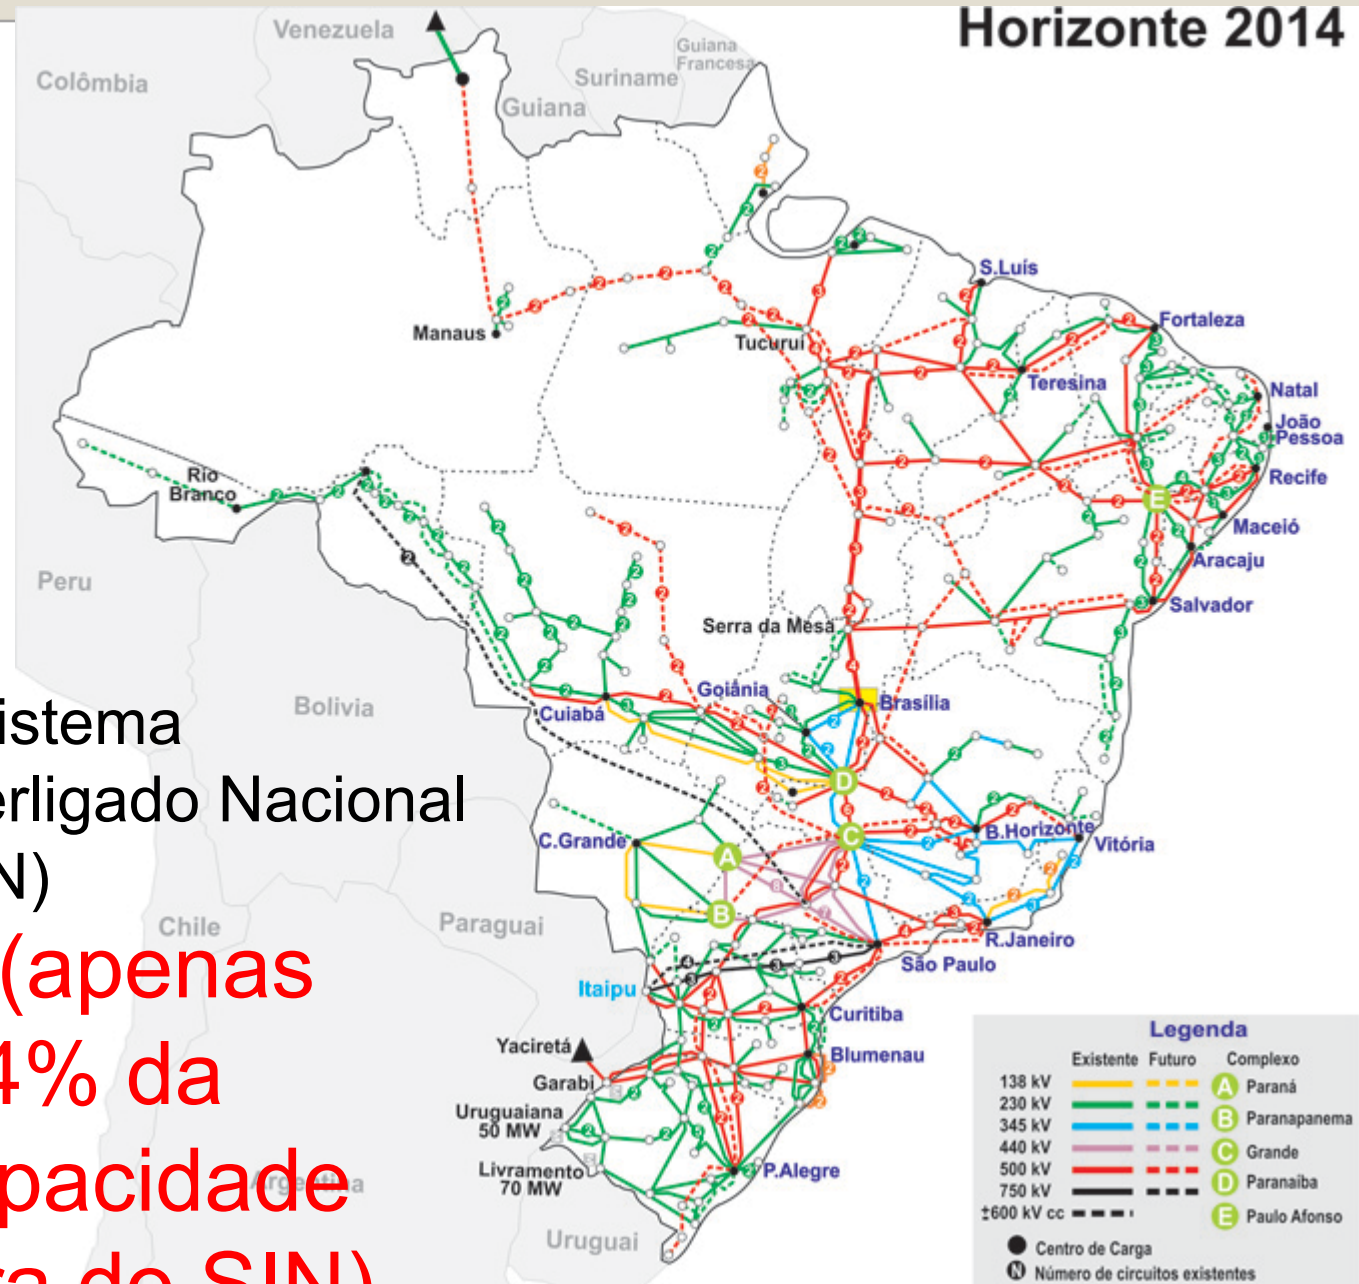 Horizonte 2014
Venezuela
Guiana
Francesa
Suriname
Colômbia
Guiana
S.Luís
Fortaleza
Manaus
Tucuruí
Teresina
Natal
João
Pessoa
Rio
Branco
Recife
E
Maceió
Aracaju
Peru
Salvador
Serra da Mesa
Goiânia
Brasília
Bolivia
Cuiabá
istema
D
erligado Nacional
C.Grande
C
B.Horizonte
Vitória
A
N)
B
Chile
Paraguai
R.Janeiro
São Paulo
(apenas
Itaipu
Curitiba
Yaciretá
Blumenau
4% da
Garabi
Uruguaiana
50 MW
Livramento
70 MW
P.Alegre
pacidade
Argentina
Uruguai
ra do SIN)
Legenda
Existente Futuro Complexo
138 kV
A Paraná
230 kV
B Paranapanema
345 kV
440 kV
C Grande
500 kV
D Paranaíba
750 kV
±600 kV cc
E Paulo Afonso
Centro de Carga
N Número de circuitos existentes